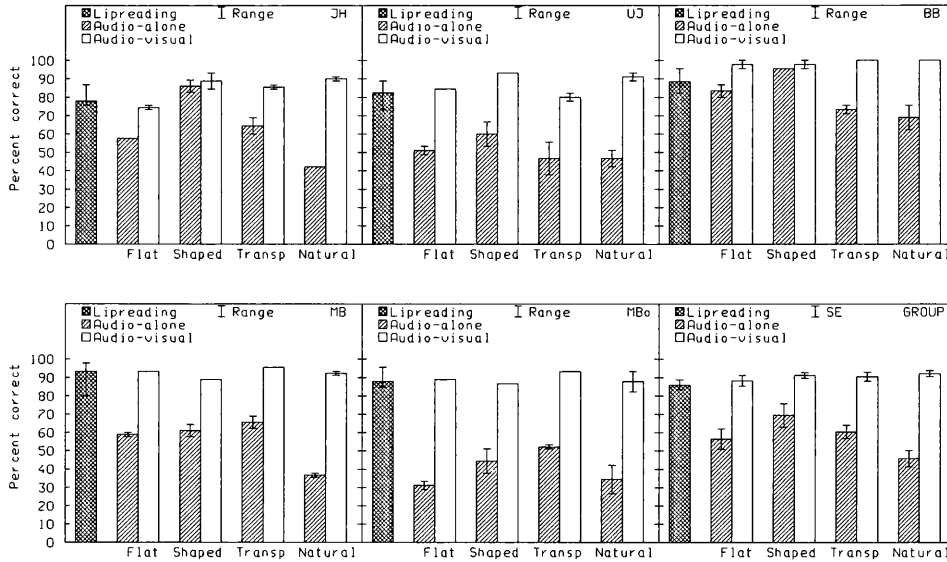 Lipreading Range JH
Audio-alone
Audio-visual
Lipreading Range UJ
Audio-alone
Audio-visual
Lipreading Range BB
Audio-alone
Audio-visual
Percent correct
100
90
80
70
60
50
40
30
20
10
0
Flat Shaped Transp Natural
Flat Shaped Transp Natural
Flat Shaped Transp Natural
Lipreading Range MB
Audio-alone
Audio-visual
Lipreading Range MBo
Audio-alone
Audio-visual
Lipreading SE GROUP
Audio-alone
Audio-visual
Percent correct
100
90
80
70
60
50
40
30
20
10
0
Flat Shaped Transp Natural
Flat Shaped Transp Natural
Flat Shaped Transp Natural